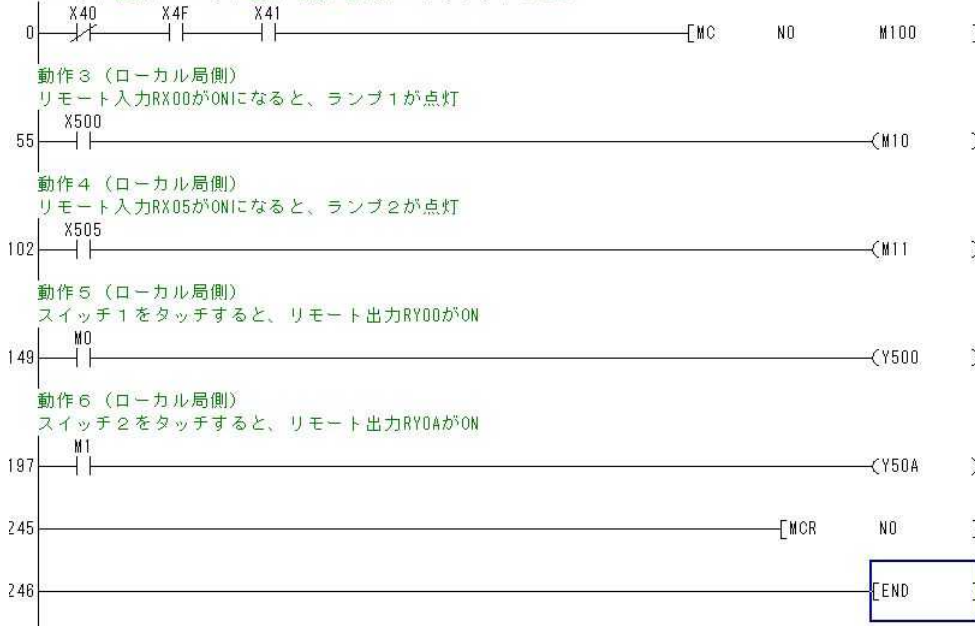 X40 X4F X41
0 MC N0 M100
動作3 (ローカル局側)
リモート入力RX00がONになると、ランプ1が点灯
X500
55 M10
動作4 (ローカル局側)
リモート入力RX05がONになると、ランプ2が点灯
X505
102 M11
動作5 (ローカル局側)
スイッチ1をタッチすると、リモート出力RY00がON
M0
149 Y500
動作6 (ローカル局側)
スイッチ2をタッチすると、リモート出力RY0AがON
M1
197 Y50A
245 MCR N0
246 END